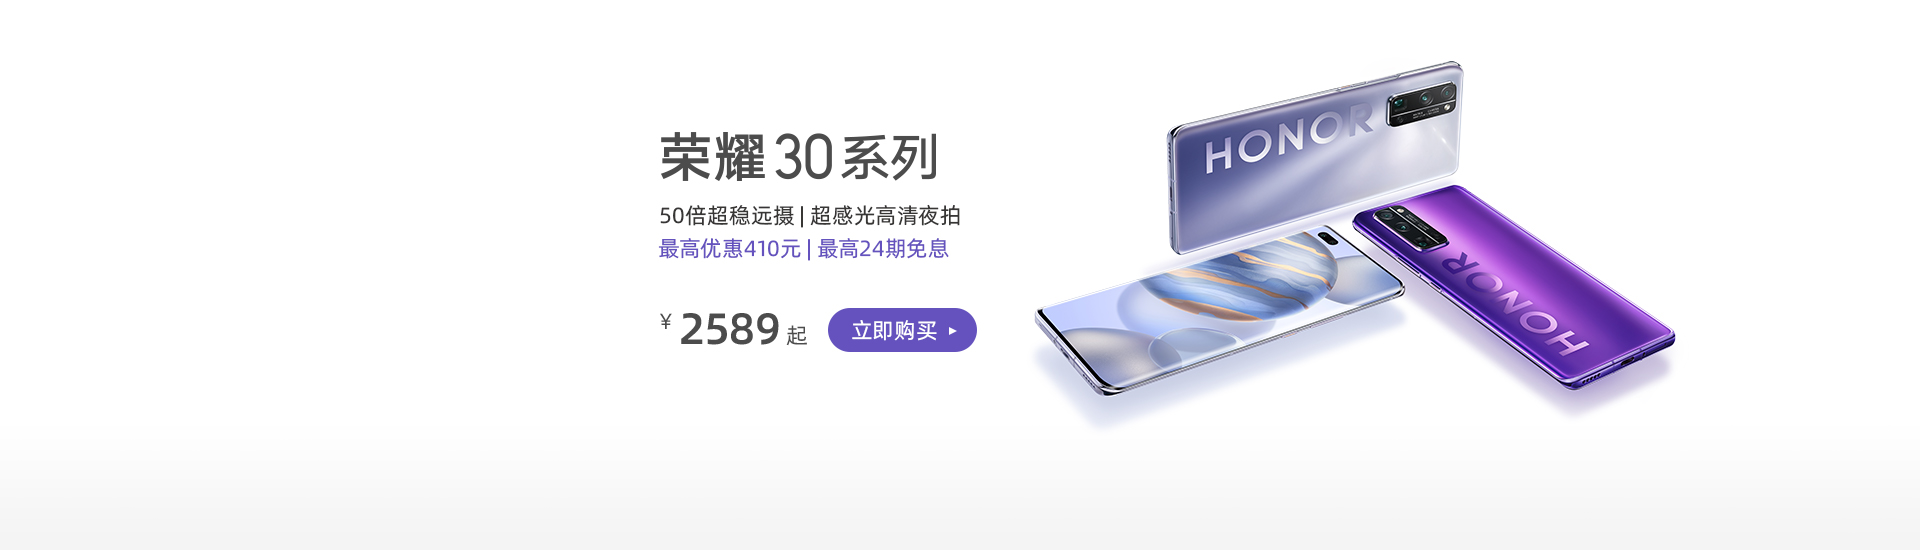 荣耀30系列
50倍超稳远摄 | 超感光高清夜拍
最高优惠410元 | 最高24期免息
¥ 2589 起
立即购买
HONOR
HONOR